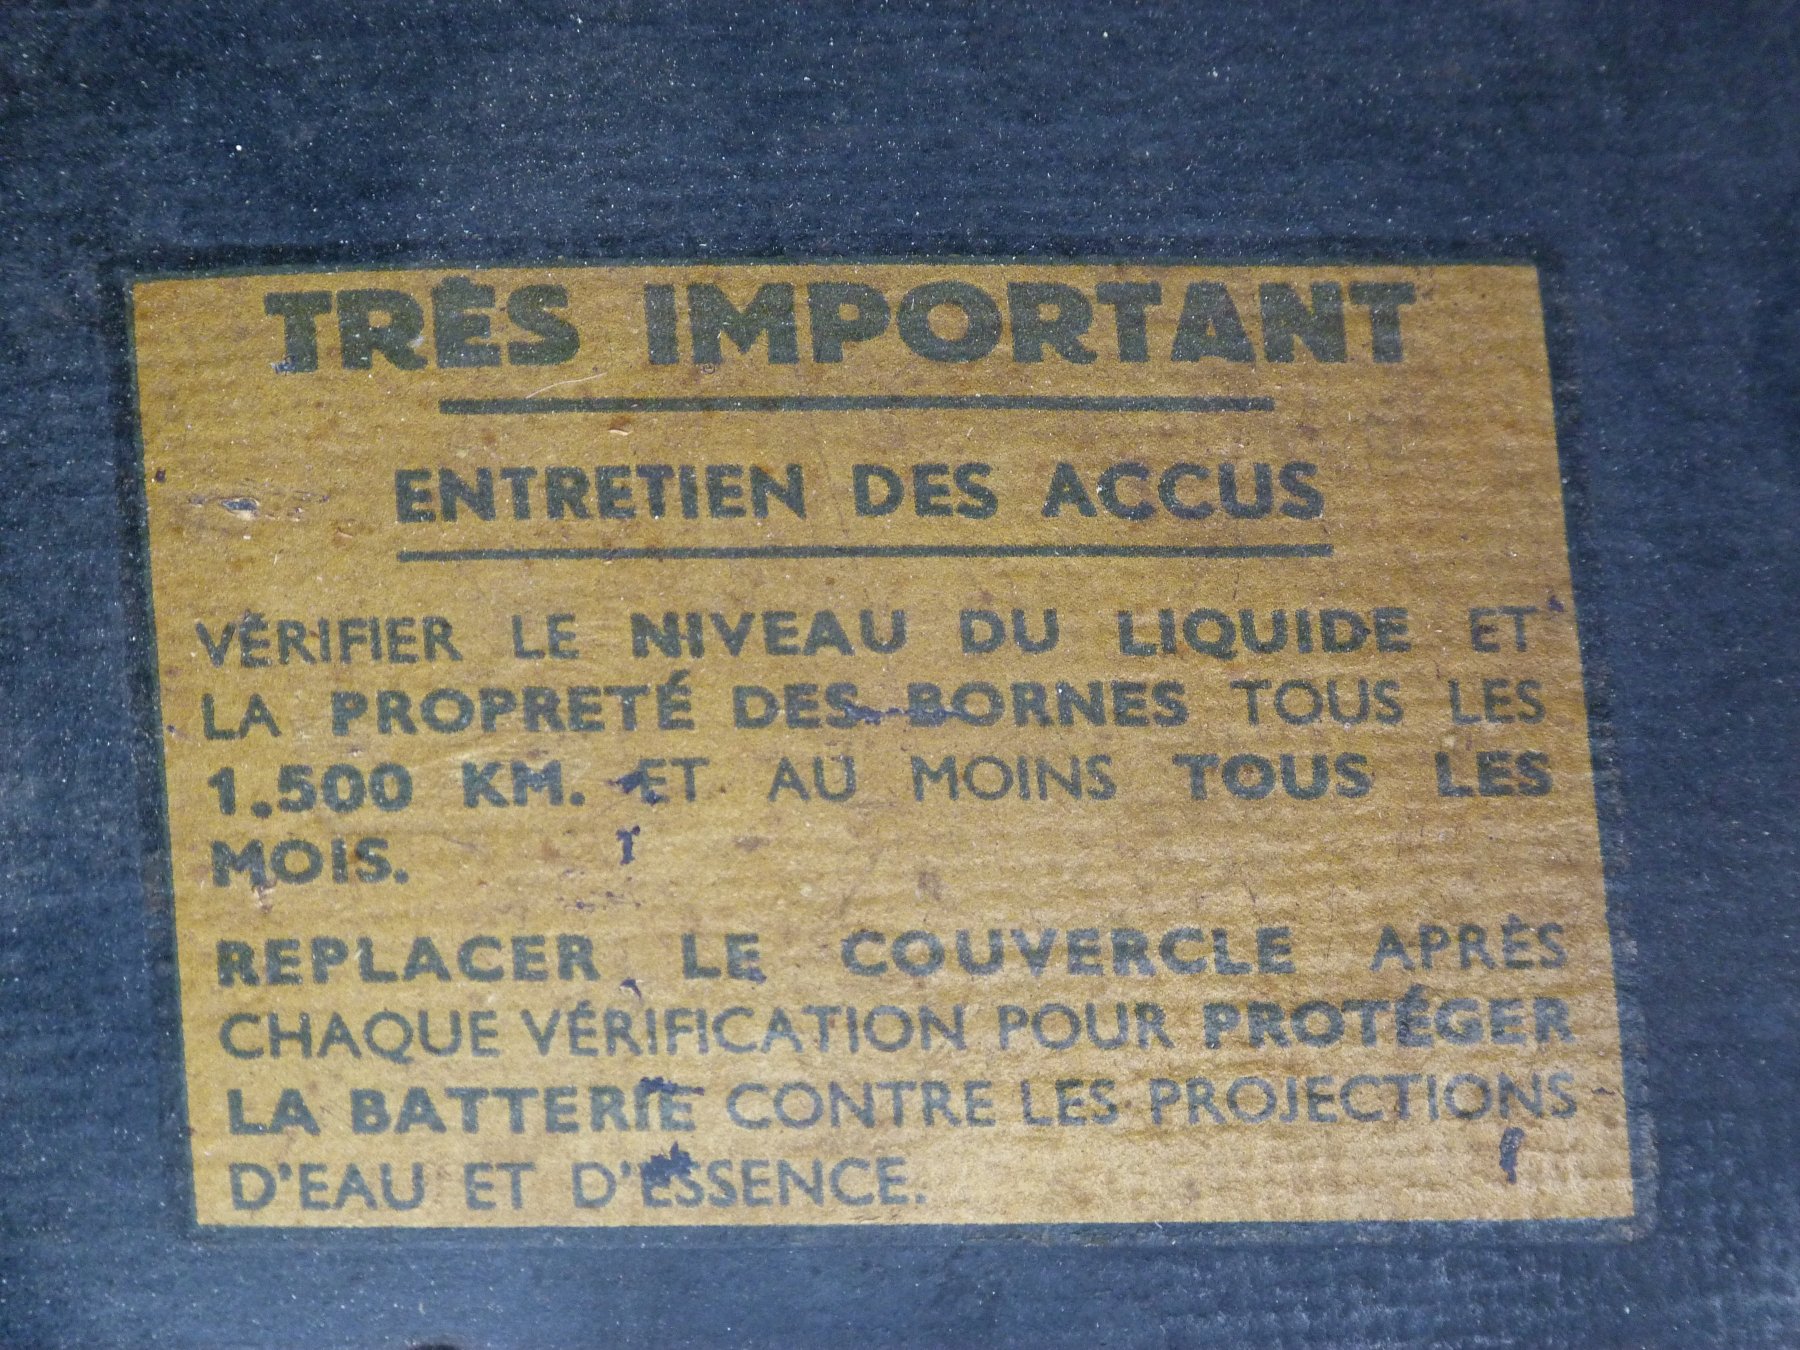 TRÈS IMPORTANT
ENTRETIEN DES ACCUS
VÉRIFIER LE NIVEAU DU LIQUIDE ET
LA PROPRETÉ DES BORNES TOUS LES
1.500 KM. ET AU MOINS TOUS LES
MOIS.
REPLACER LE COUVERCLE APRÈS
CHAQUE VÉRIFICATION POUR PROTÉGER
LA BATTERIE CONTRE LES PROJECTIONS
D'EAU ET D'ESSENCE.